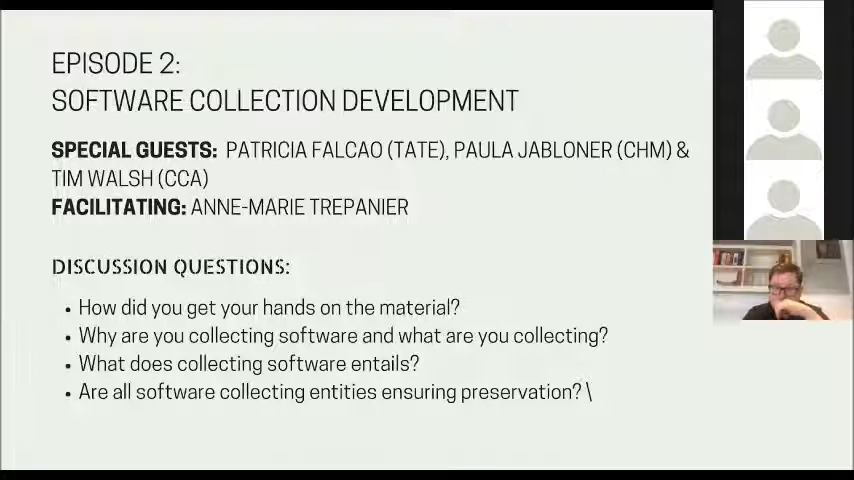 EPISODE 2:
SOFTWARE COLLECTION DEVELOPMENT
SPECIAL GUESTS: PATRICIA FALCAO (TATE), PAULA JABLONER (CHM) &
TIM WALSH (CCA)
FACILITATING: ANNE-MARIE TREPANIER
DISCUSSION QUESTIONS:
• How did you get your hands on the material?
• Why are you collecting software and what are you collecting?
• What does collecting software entails?
• Are all software collecting entities ensuring preservation? \